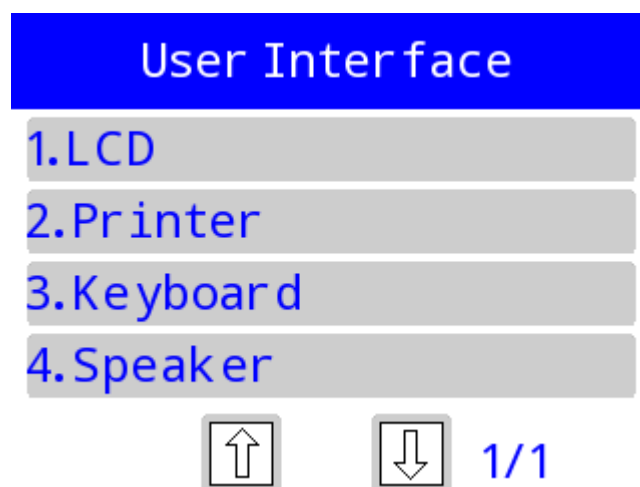 User Interface
1.LCD
2.Printer
3.Keyboard
4.Speaker
1/1